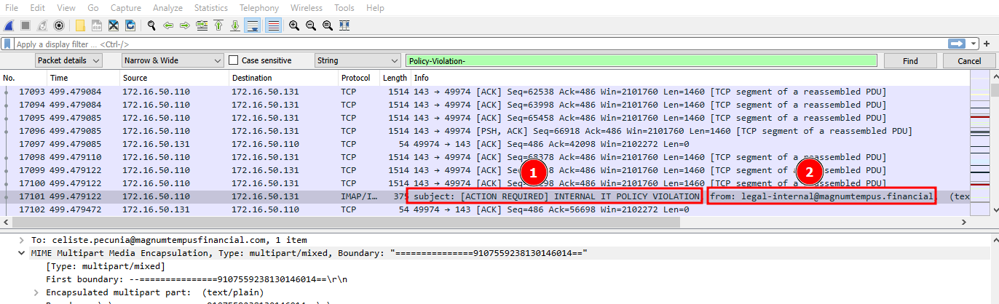 File Edit View Go Capture Analyze Statistics Telephony Wireless Tools Help
Apply a display filter ... <Ctrl-/>
Packet details Narrow & Wide Case sensitive String Policy-Violation- Find Cancel
No. Time Source Destination Protocol Length Info
17093 499.479084 172.16.50.110 172.16.50.131 TCP 1514 143 → 49974 [ACK] Seq=62538 Ack=486 Win=2101760 Len=1460 [TCP segment of a reassembled PDU]
17094 499.479084 172.16.50.110 172.16.50.131 TCP 1514 143 → 49974 [ACK] Seq=63998 Ack=486 Win=2101760 Len=1460 [TCP segment of a reassembled PDU]
17095 499.479085 172.16.50.110 172.16.50.131 TCP 1514 143 → 49974 [ACK] Seq=65458 Ack=486 Win=2101760 Len=1460 [TCP segment of a reassembled PDU]
17096 499.479085 172.16.50.110 172.16.50.131 TCP 1514 143 → 49974 [PSH, ACK] Seq=66918 Ack=486 Win=2101760 Len=1460 [TCP segment of a reassembled PDU]
17097 499.479085 172.16.50.131 172.16.50.110 TCP 54 49974 → 143 [ACK] Seq=486 Ack=42098 Win=2102272 Len=0
17098 499.479110 172.16.50.110 172.16.50.131 TCP 1514 143 → 49974 [ACK] Seq=68378 Ack=486 Win=2101760 Len=1460 [TCP segment of a reassembled PDU]
17099 499.479122 172.16.50.110 172.16.50.131 TCP 1514 143 → 49974 [ACK] Ack=486 Win=2101760 Len=1460 [TCP segment of a reassembled PDU]
17100 499.479122 172.16.50.110 172.16.50.131 TCP 1514 143 → 49974 [ACK] Ack=486 Win=2101760 Len=1460 [TCP segment of a reassembled PDU]
1 2
17101 499.479122 172.16.50.110 172.16.50.131 IMAP/I… 375 subject: [ACTION REQUIRED] INTERNAL IT POLICY VIOLATION from: legal-internal@magnumtempus.financial, (tex
17102 499.479472 172.16.50.131 172.16.50.110 TCP 54 49974 → 143 [ACK] Seq=486 Ack=56698 Win=2102272 Len=0
To: celiste.pecunia@magnumtempusfinancial.com, 1 item
MIME Multipart Media Encapsulation, Type: multipart/mixed, Boundary: "===============9107559238130146014=="
[Type: multipart/mixed]
First boundary: --===============9107559238130146014==\r\n
Encapsulated multipart part: (text/plain)